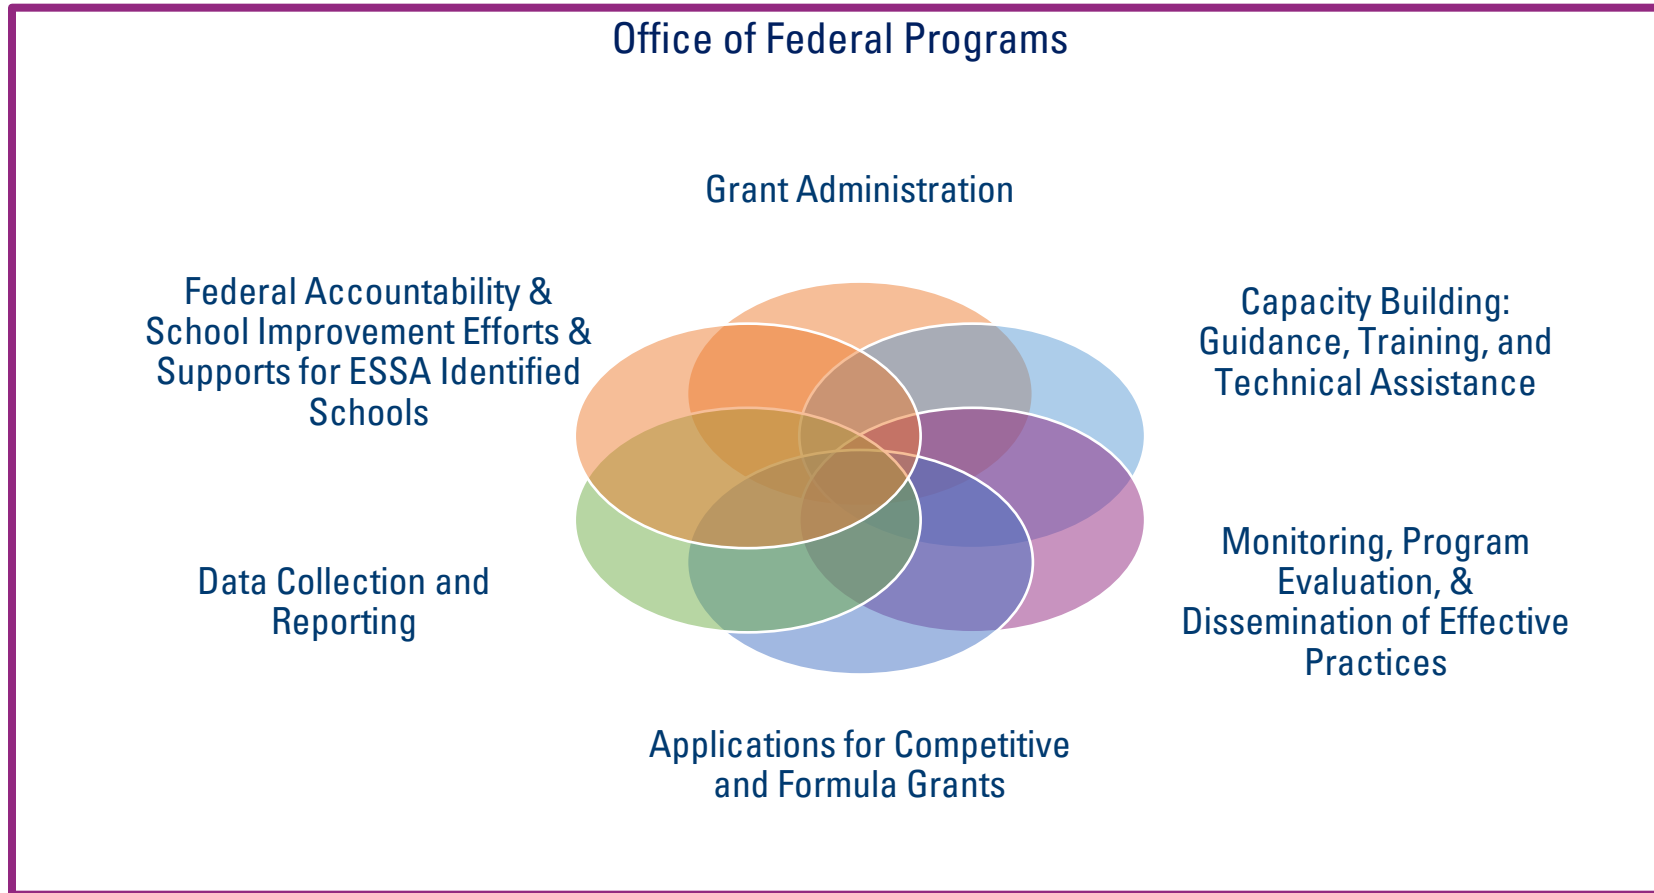 Office of Federal Programs
Grant Administration
Federal Accountability &
School Improvement Efforts &
Supports for ESSA Identified
Schools
Capacity Building:
Guidance, Training, and
Technical Assistance
Data Collection and
Reporting
Monitoring, Program
Evaluation, &
Dissemination of Effective
Practices
Applications for Competitive
and Formula Grants